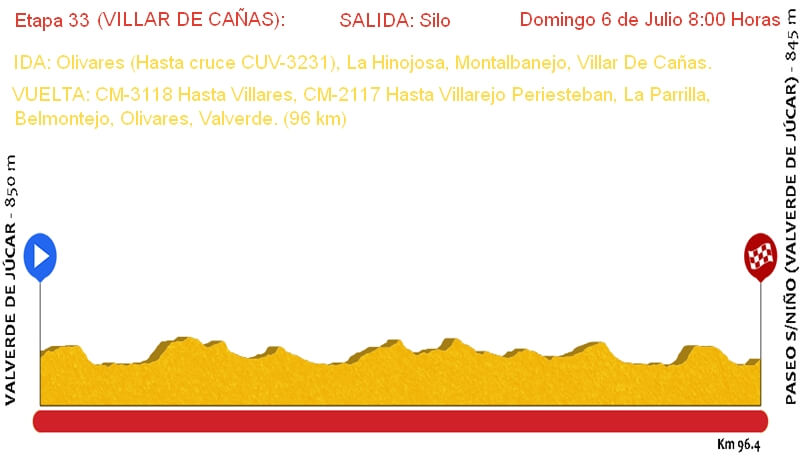 Etapa 33 (VILLAR DE CAÑAS): SALIDA: Silo Domingo 6 de Julio 8:00 Horas
IDA: Olivares (Hasta cruce CUV-3231), La Hinojosa, Montalbanejo, Villar De Cañas.
VUELTA: CM-3118 Hasta Villares, CM-2117 Hasta Villarejo Periesteban, La Parrilla,
Belmontejo, Olivares, Valverde. (96 km)
VALVERDE DE JÚCAR - 850 m
PASEO S/NIÑO (VALVERDE DE JÚCAR) - 845 m
Km 96.4